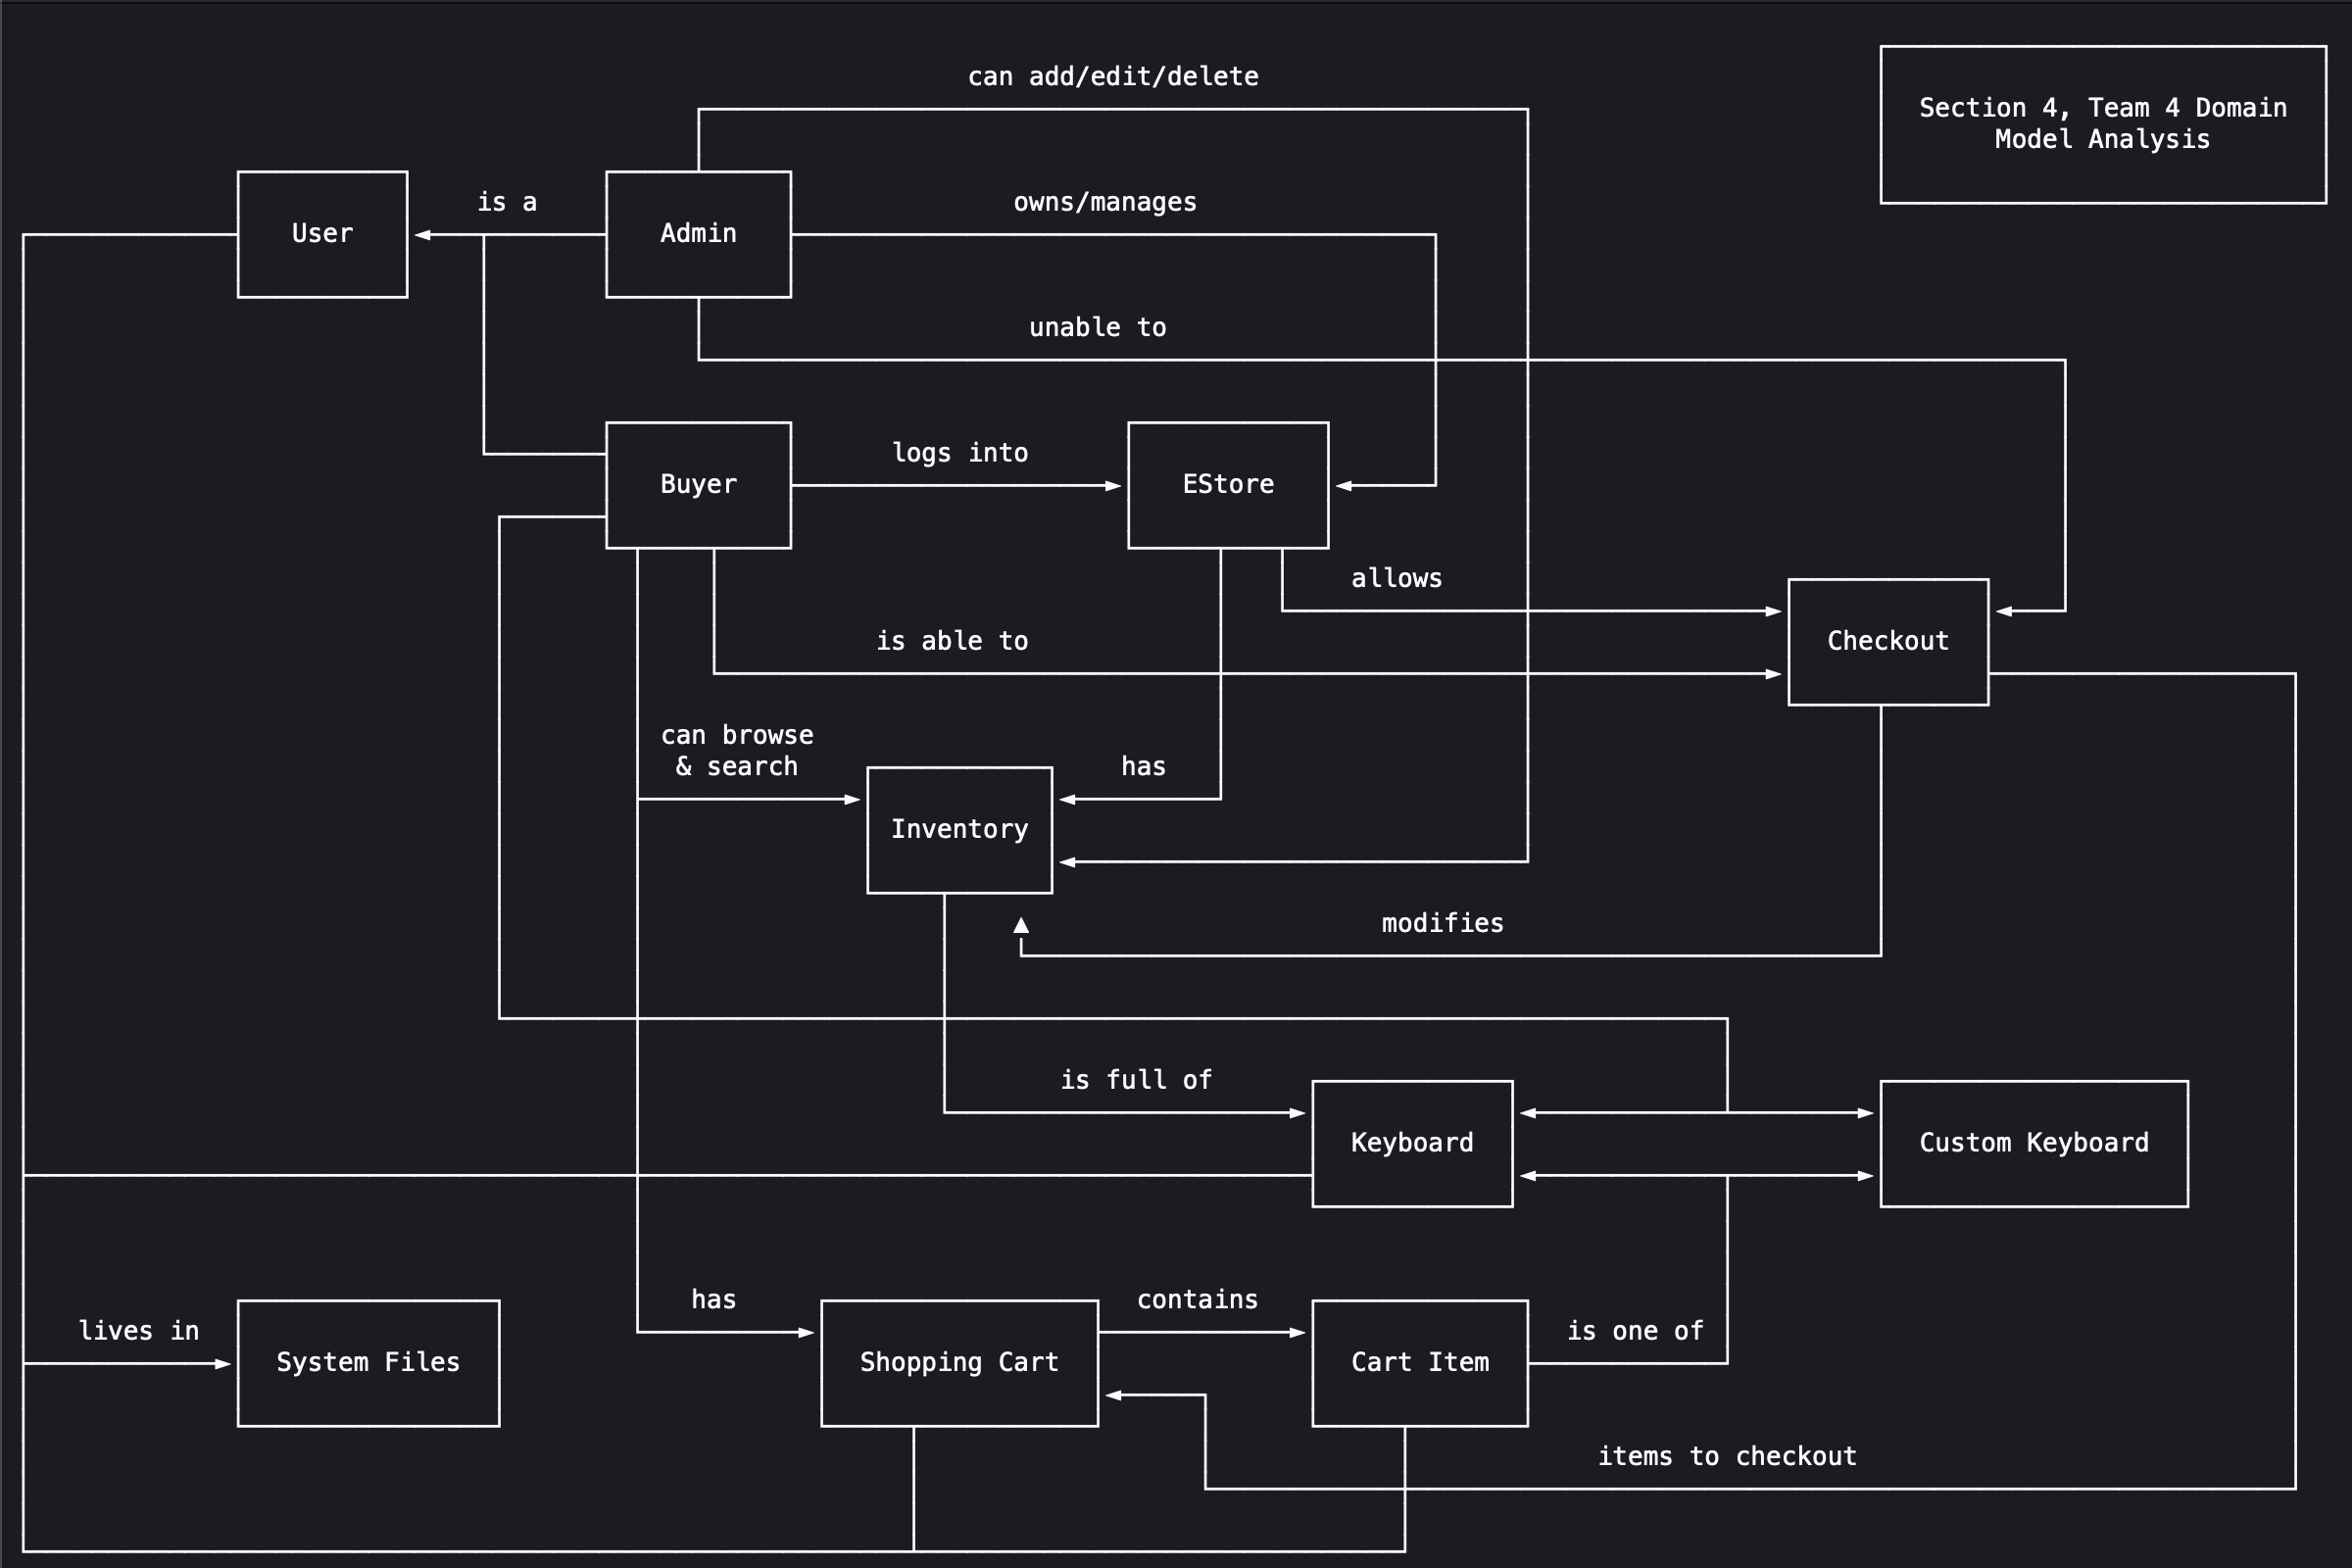 can add/edit/delete
Section 4, Team 4 Domain
Model Analysis
is a
owns/manages
User
Admin
unable to
logs into
Buyer
EStore
allows
is able to
Checkout
can browse
& search
has
Inventory
modifies
is full of
Keyboard
Custom Keyboard
has
contains
lives in
is one of
System Files
Shopping Cart
Cart Item
items to checkout